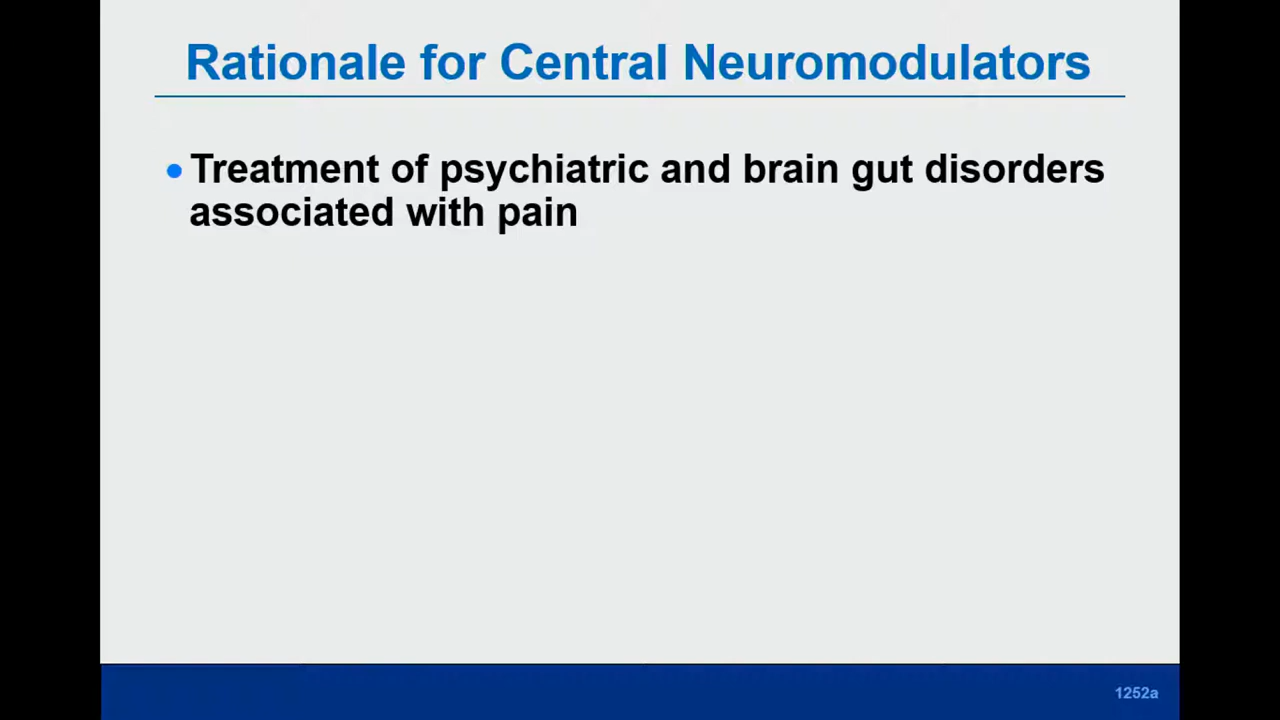 Rationale for Central Neuromodulators
• Treatment of psychiatric and brain gut disorders
associated with pain
1252a